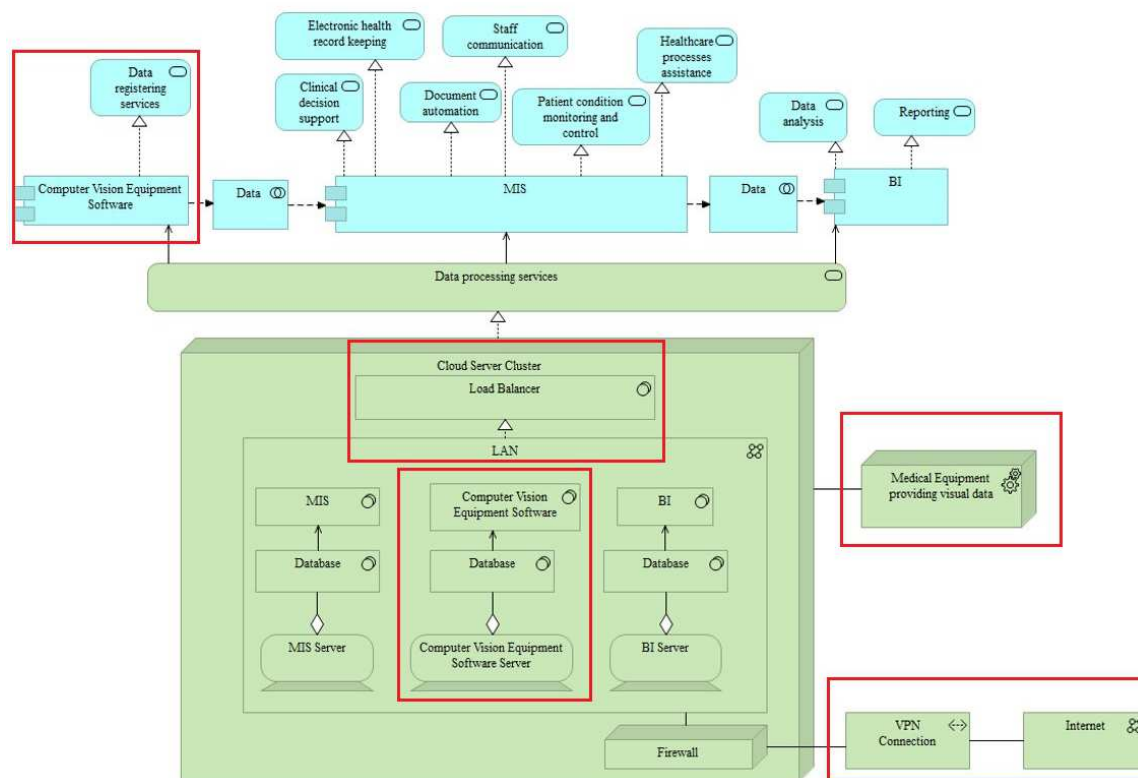 Electronic health
record keeping
Staff
communication
Healthcare
processes
assistance
Data
registering
services
Clinical
decision
support
Document
automation
Patient condition
monitoring and
control
Data
analysis
Reporting
Computer Vision Equipment
Software
Data
MIS
Data
BI
Data processing services
Cloud Server Cluster
Load Balancer
LAN
MIS
Computer Vision
Equipment Software
BI
Database
Database
Database
MIS Server
Computer Vision Equipment
Software Server
BI Server
Medical Equipment
providing visual data
Firewall
VPN
Connection
Internet